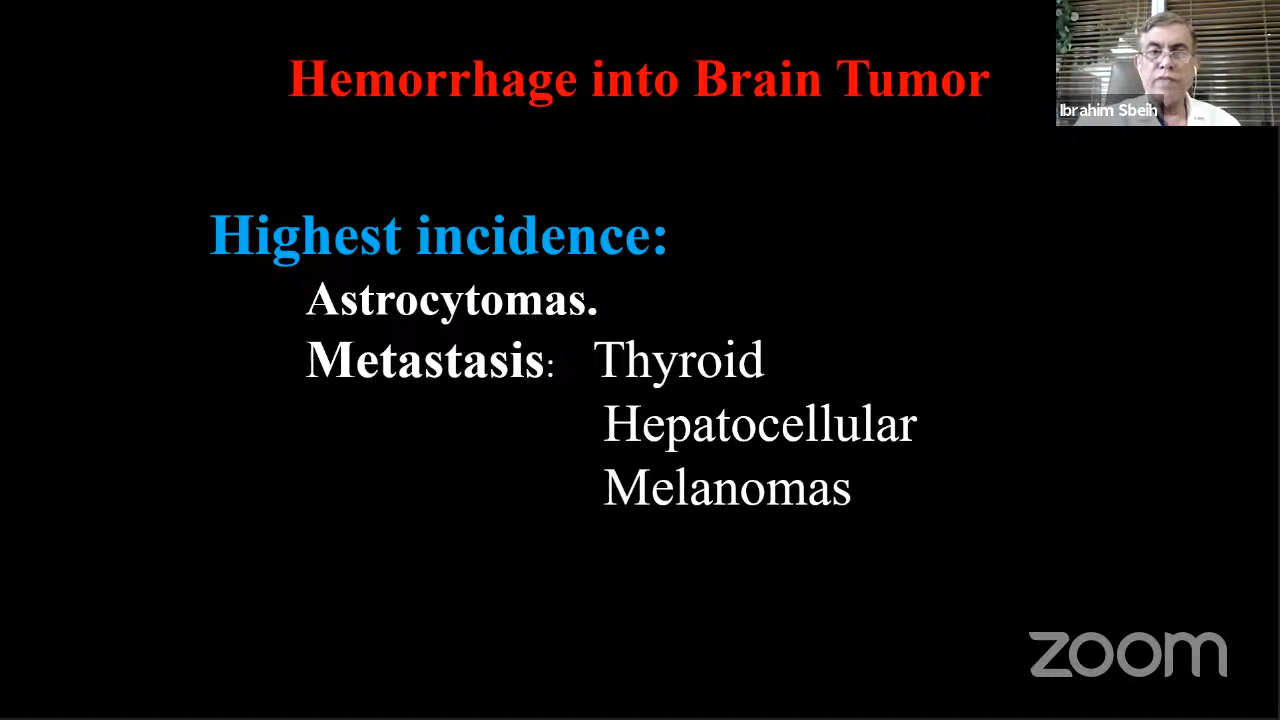 Hemorrhage into Brain Tumor
Ibrahim Sbeih
Highest incidence:
Astrocytomas.
Metastasis: Thyroid
Hepatocellular
Melanomas
zoom